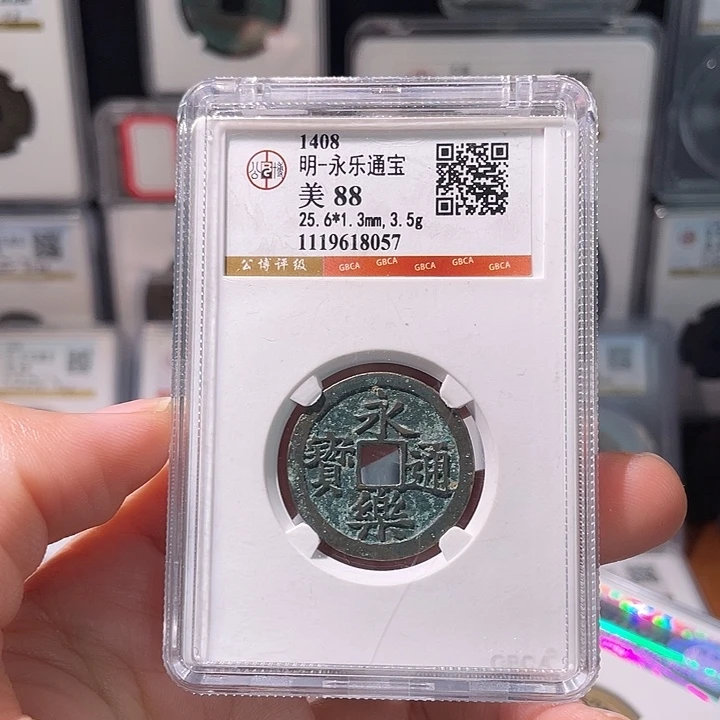 1408
明-永乐通宝
美 88
25.6*1.3mm,3.5g
1119618057
公博评级 GBCA GBCA GBCA GBCA GBCA
永
寶 通
樂